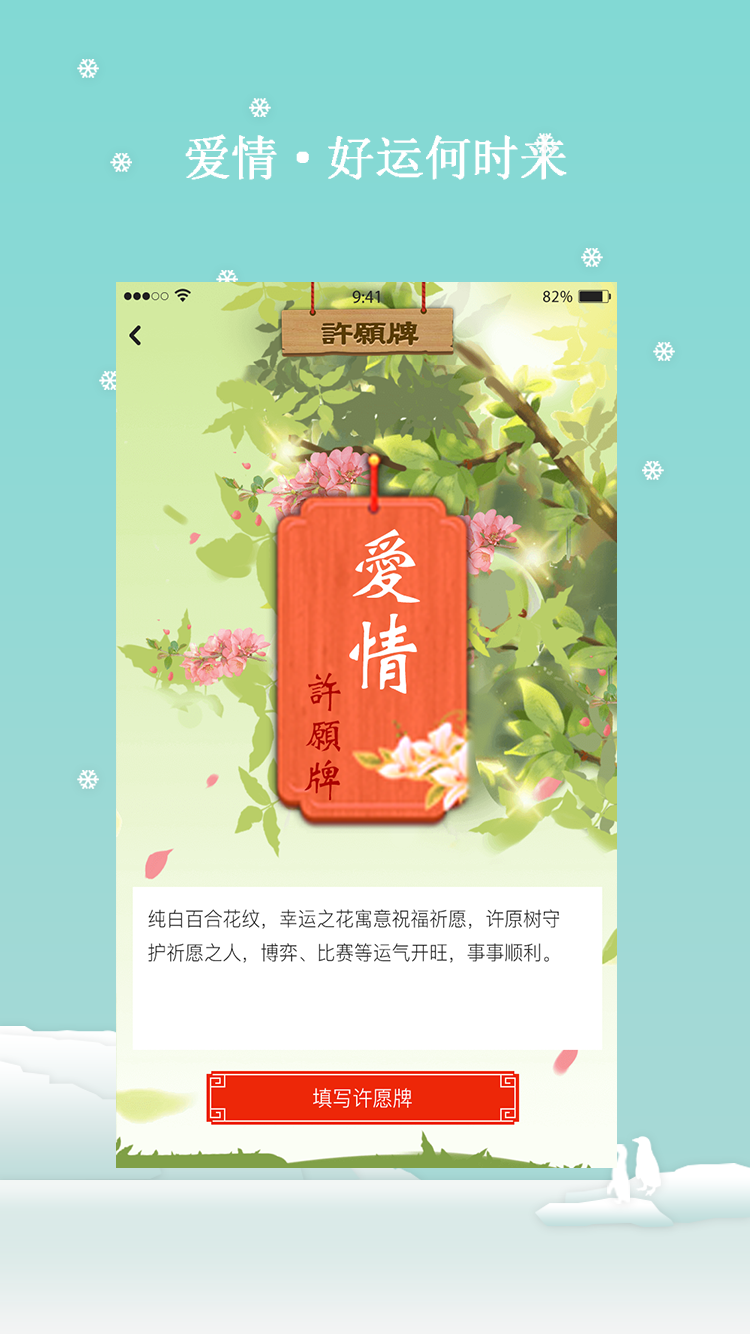 爱情·好运何时来
9:41
82%
許願牌
愛情
許願牌
纯白百合花纹，幸运之花寓意祝福祈愿，许原树守
护祈愿之人，博弈、比赛等运气开旺，事事顺利。
填写许愿牌